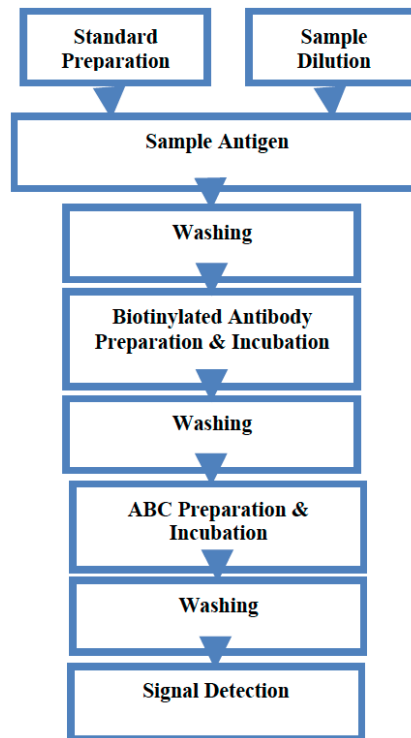 Standard
Preparation
Sample
Dilution
Sample Antigen
Washing
Biotinylated Antibody
Preparation & Incubation
Washing
ABC Preparation &
Incubation
Washing
Signal Detection